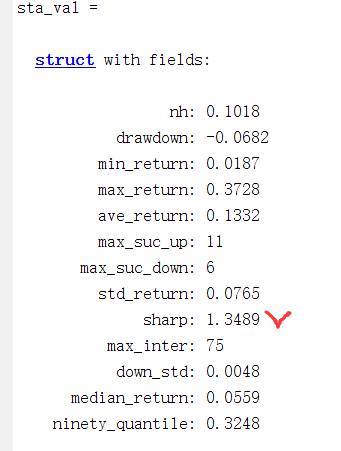 sta_val =
struct with fields:
nh: 0.1018
drawdown: -0.0682
min_return: 0.0187
max_return: 0.3728
ave_return: 0.1332
max_suc_up: 11
max_suc_down: 6
std_return: 0.0765
sharp: 1.3489
max_inter: 75
down_std: 0.0048
median_return: 0.0559
ninety_quantile: 0.3248